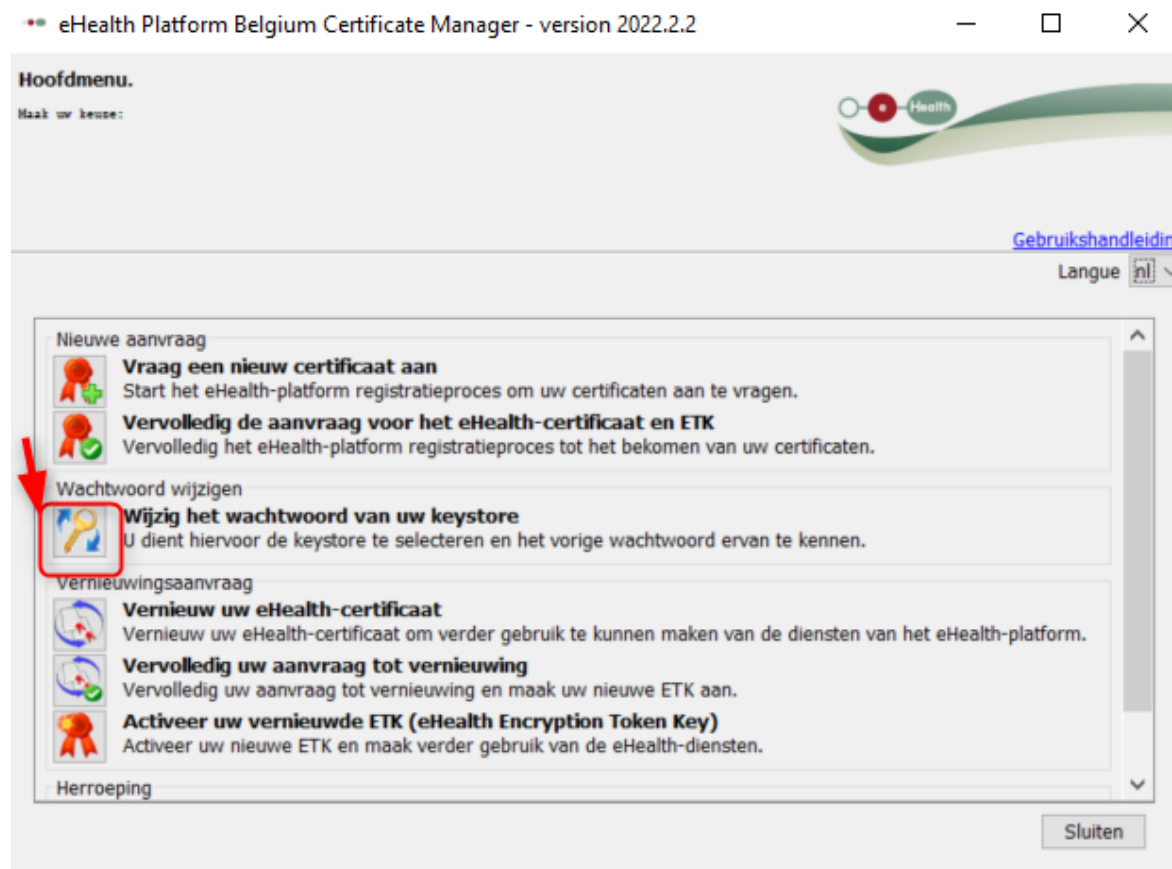 eHealth Platform Belgium Certificate Manager - version 2022.2.2
Hoofdmenu.
Maak uw keuze:
e Health
Gebruikshandleidin
Langue nl
Nieuwe aanvraag
Vraag een nieuw certificaat aan
Start het eHealth-platform registratieproces om uw certificaten aan te vragen.
Vervolledig de aanvraag voor het eHealth-certificaat en ETK
Vervolledig het eHealth-platform registratieproces tot het bekomen van uw certificaten.
Wachtwoord wijzigen
Wijzig het wachtwoord van uw keystore
U dient hiervoor de keystore te selecteren en het vorige wachtwoord ervan te kennen.
Vernieuwingsaanvraag
Vernieuw uw eHealth-certificaat
Vernieuw uw eHealth-certificaat om verder gebruik te kunnen maken van de diensten van het eHealth-platform.
Vervolledig uw aanvraag tot vernieuwing
Vervolledig uw aanvraag tot vernieuwing en maak uw nieuwe ETK aan.
Activeer uw vernieuwde ETK (eHealth Encryption Token Key)
Activeer uw nieuwe ETK en maak verder gebruik van de eHealth-diensten.
Herroeping
Sluiten